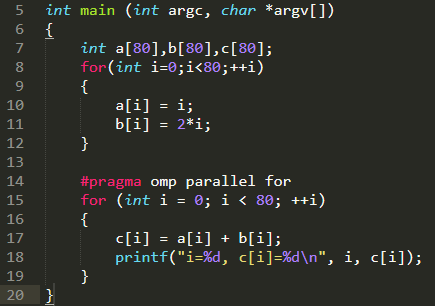 5 int main (int argc, char *argv[])
6 {
7 int a[80],b[80],c[80];
8 for(int i=0;i<80;++i)
9 {
10 a[i] = i;
11 b[i] = 2*i;
12 }
13
14 #pragma omp parallel for
15 for (int i = 0; i < 80; ++i)
16 {
17 c[i] = a[i] + b[i];
18 printf("i=%d, c[i]=%d\n", i, c[i]);
19 }
20 }